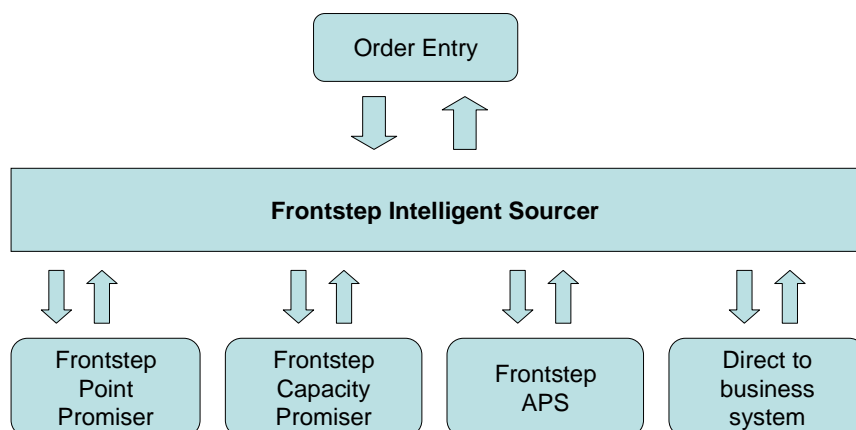 Order Entry
Frontstep Intelligent Sourcer
Frontstep
Point
Promiser
Frontstep
Capacity
Promiser
Frontstep
APS
Direct to
business
system